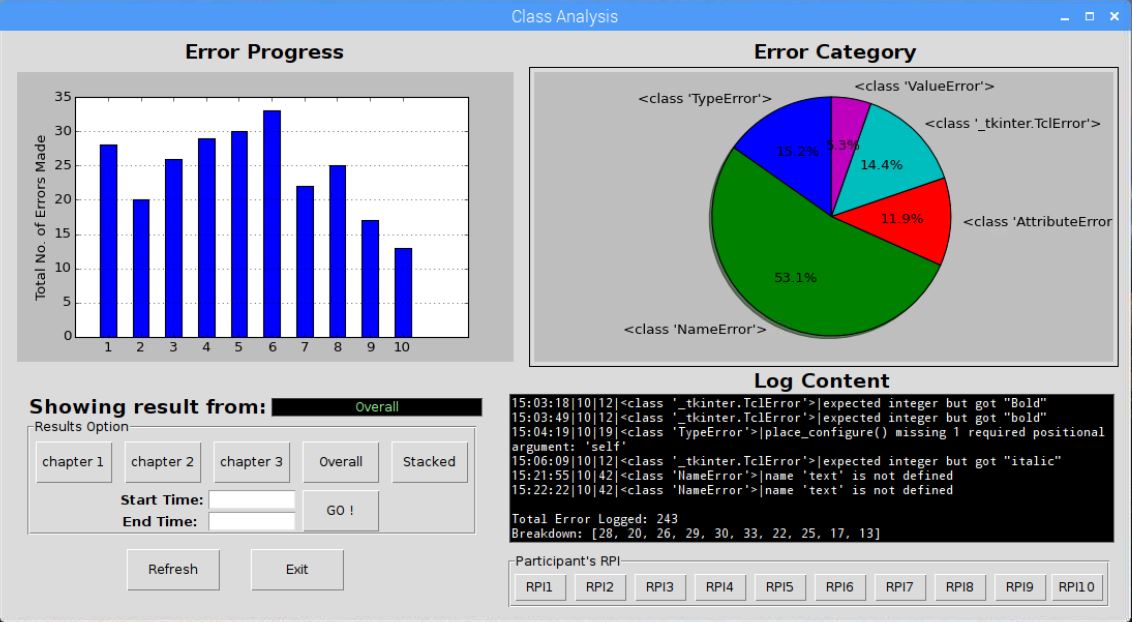 Class Analysis
Error Progress
35
30
25
20
15
10
5
0
Total No. of Errors Made
1 2 3 4 5 6 7 8 9 10
Error Category
<class 'ValueError'>
<class 'TypeError'>
<class '_tkinter.TclError'>
15.2%
5.3%
14.4%
11.9%
<class 'AttributeError
53.1%
<class 'NameError'>
Showing result from: Overall
Results Option
chapter 1 chapter 2 chapter 3 Overall Stacked
Start Time:
End Time:
GO !
Refresh Exit
Log Content
15:03:18|10|12|<class '_tkinter.TclError'>|expected integer but got "Bold"
15:03:49|10|12|<class '_tkinter.TclError'>|expected integer but got "bold"
15:04:19|10|19|<class 'TypeError'>|place_configure() missing 1 required positional
argument: 'self'
15:06:09|10|12|<class '_tkinter.TclError'>|expected integer but got "italic"
15:21:55|10|42|<class 'NameError'>|name 'text' is not defined
15:22:22|10|42|<class 'NameError'>|name 'text' is not defined
Total Error Logged: 243
Breakdown: [28, 20, 26, 29, 30, 33, 22, 25, 17, 13]
Participant's RPI
RPI1 RPI2 RPI3 RPI4 RPI5 RPI6 RPI7 RPI8 RPI9 RPI10